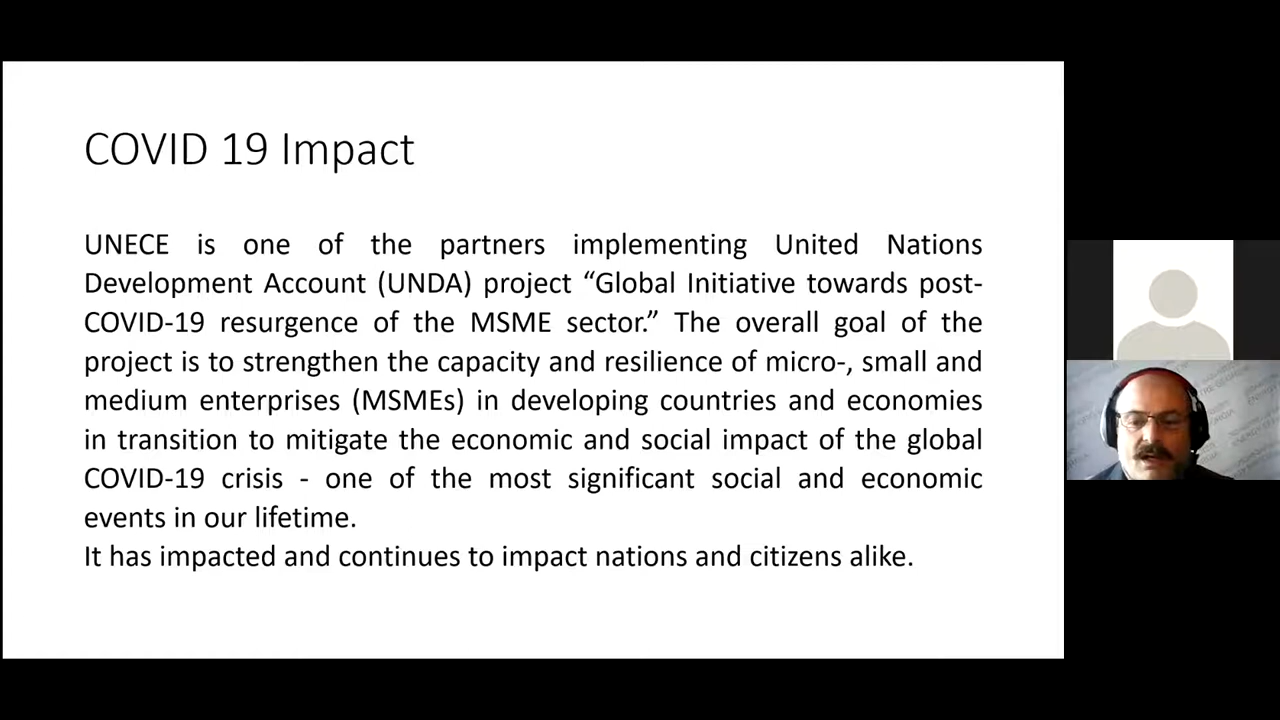 COVID 19 Impact
UNECE is one of the partners implementing United Nations
Development Account (UNDA) project “Global Initiative towards post-
COVID-19 resurgence of the MSME sector.” The overall goal of the
project is to strengthen the capacity and resilience of micro-, small and
medium enterprises (MSMEs) in developing countries and economies
in transition to mitigate the economic and social impact of the global
COVID-19 crisis - one of the most significant social and economic
events in our lifetime.
It has impacted and continues to impact nations and citizens alike.